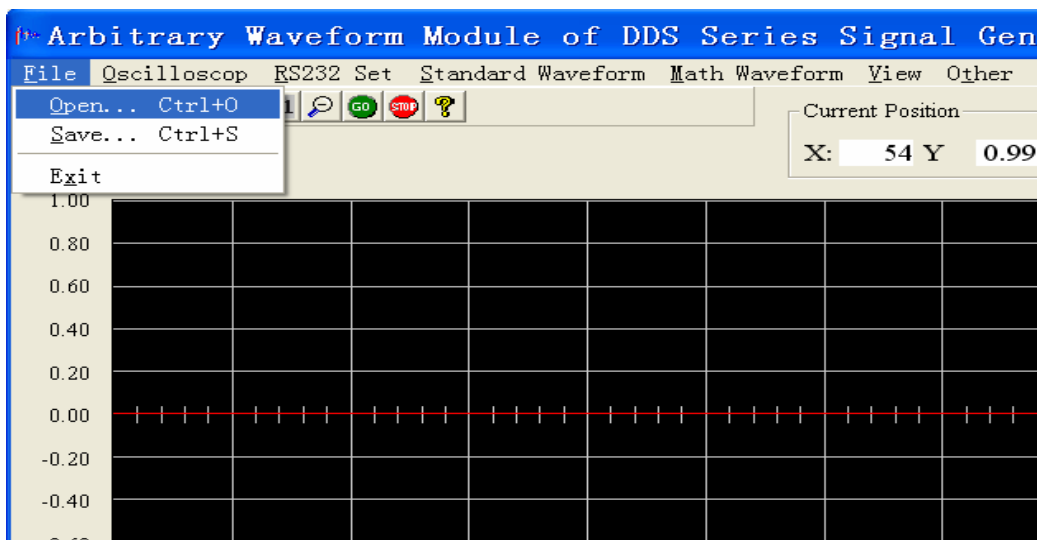 Arbitrary Waveform Module of DDS Series Signal Gen
File Oscilloscop RS232 Set Standard Waveform Math Waveform View Other
Open... Ctrl+O
Save... Ctrl+S
Exit
1 GO STOP ?
Current Position
X: 54 Y 0.99
1.00
0.80
0.60
0.40
0.20
0.00
-0.20
-0.40